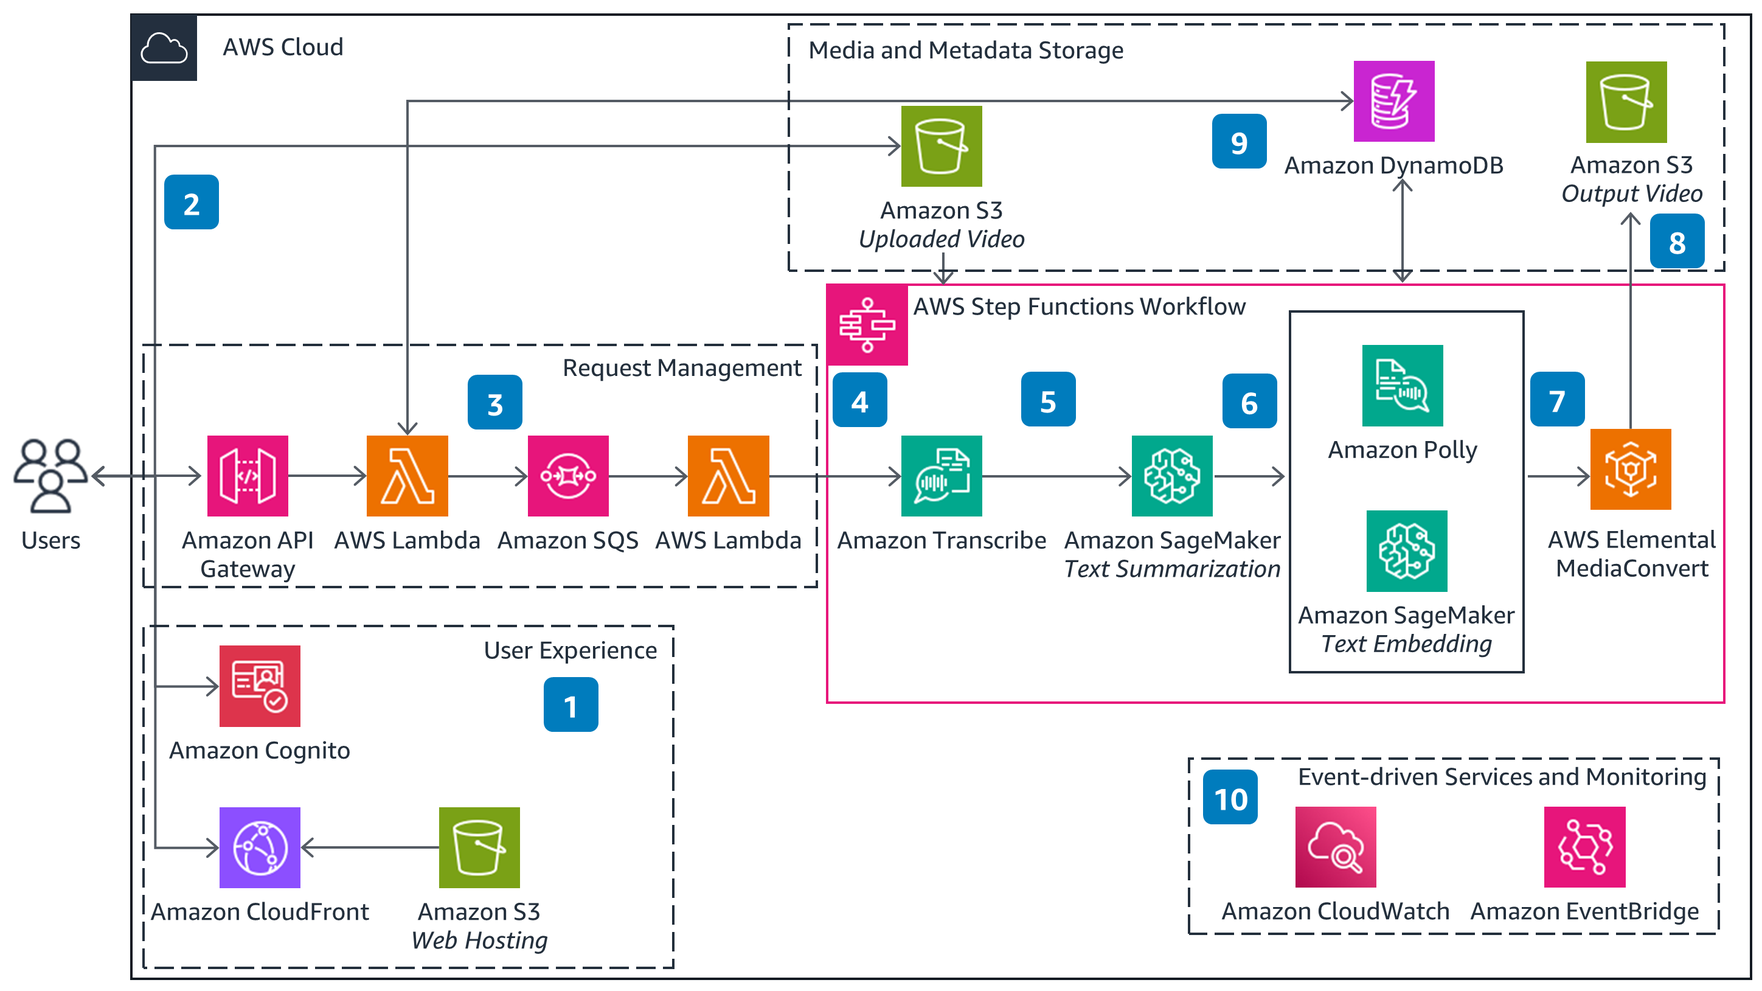 AWS Cloud
Media and Metadata Storage
2
Amazon S3
Uploaded Video
9
Amazon DynamoDB
Amazon S3
Output Video
8
Request Management
3
Users
Amazon API
Gateway
AWS Lambda
Amazon SQS
AWS Lambda
AWS Step Functions Workflow
4
5
6
7
Amazon Transcribe
Amazon SageMaker
Text Summarization
Amazon Polly
Amazon SageMaker
Text Embedding
AWS Elemental
MediaConvert
User Experience
1
Amazon Cognito
Amazon CloudFront
Amazon S3
Web Hosting
10
Event-driven Services and Monitoring
Amazon CloudWatch
Amazon EventBridge